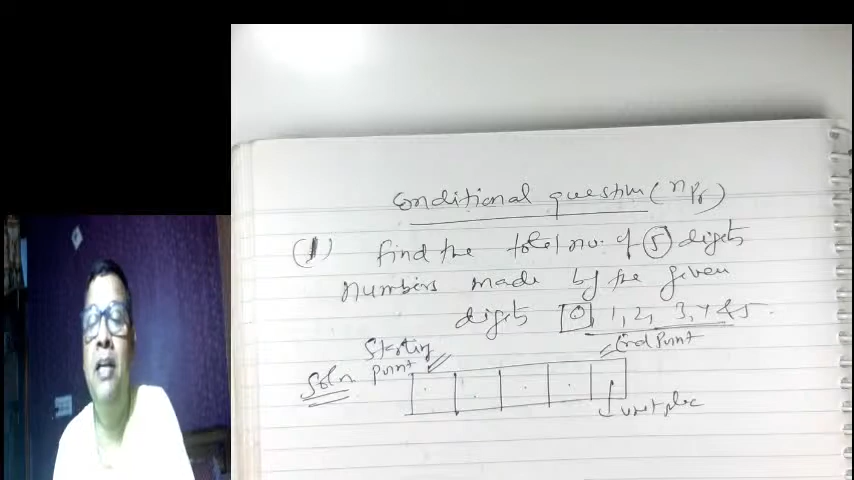 Conditional question (nPr)
(1) find the total no. of 5 digits
numbers made by the given
digits 0, 1, 2, 3, 4 & 5.
Starting point
End Point
Soln
unit place